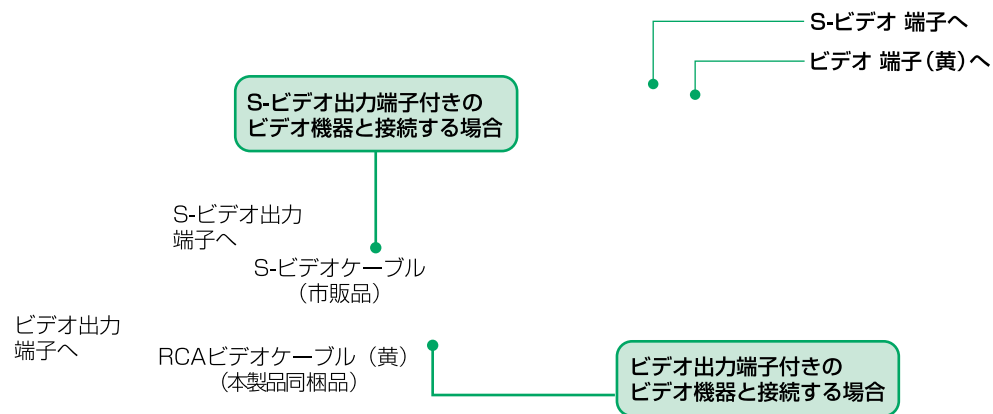 S-ビデオ 端子へ
ビデオ 端子（黄）へ
S-ビデオ出力端子付きの
ビデオ機器と接続する場合
S-ビデオ出力
端子へ
S-ビデオケーブル
（市販品）
ビデオ出力
端子へ
RCAビデオケーブル（黄）
（本製品同梱品）
ビデオ出力端子付きの
ビデオ機器と接続する場合